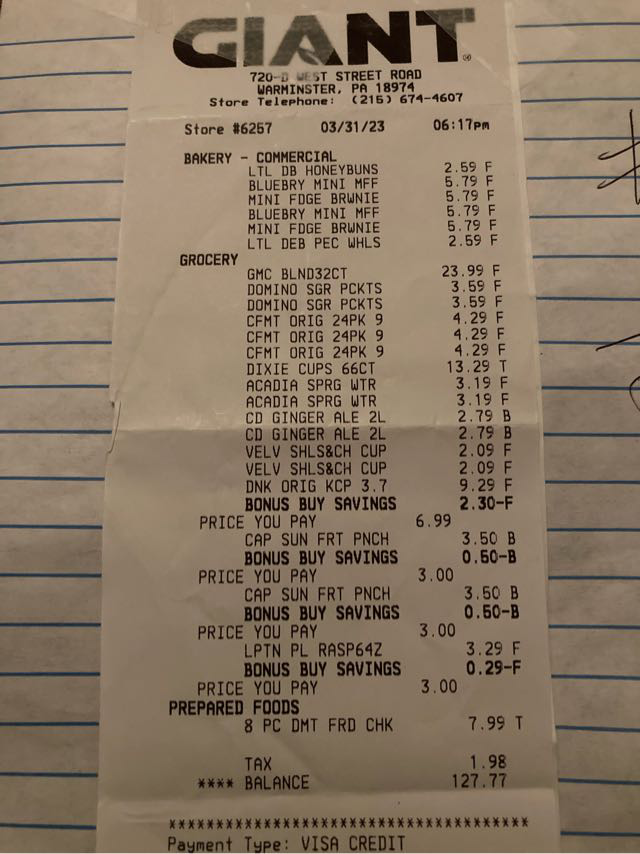 GIANT®
720-D WEST STREET ROAD
WARMINSTER, PA 18974
Store Telephone: (215) 674-4607
Store #6257 03/31/23 06:17pm
BAKERY - COMMERCIAL
LTL DB HONEYBUNS 2.59 F
BLUEBRY MINI MFF 5.79 F
MINI FDGE BRWNIE 5.79 F
BLUEBRY MINI MFF 5.79 F
MINI FDGE BRWNIE 5.79 F
LTL DEB PEC WHLS 2.59 F
GROCERY
GMC BLND32CT 23.99 F
DOMINO SGR PCKTS 3.59 F
DOMINO SGR PCKTS 3.59 F
CFMT ORIG 24PK 9 4.29 F
CFMT ORIG 24PK 9 4.29 F
CFMT ORIG 24PK 9 4.29 F
DIXIE CUPS 66CT 13.29 T
ACADIA SPRG WTR 3.19 F
ACADIA SPRG WTR 3.19 F
CD GINGER ALE 2L 2.79 B
CD GINGER ALE 2L 2.79 B
VELV SHLS&CH CUP 2.09 F
VELV SHLS&CH CUP 2.09 F
DNK ORIG KCP 3.7 9.29 F
BONUS BUY SAVINGS 2.30-F
PRICE YOU PAY 6.99
CAP SUN FRT PNCH 3.50 B
BONUS BUY SAVINGS 0.50-B
PRICE YOU PAY 3.00
CAP SUN FRT PNCH 3.50 B
BONUS BUY SAVINGS 0.50-B
PRICE YOU PAY 3.00
LPTN PL RASP64Z 3.29 F
BONUS BUY SAVINGS 0.29-F
PRICE YOU PAY 3.00
PREPARED FOODS
8 PC DMT FRD CHK 7.99 T
TAX 1.98
**** BALANCE 127.77
*************************************
Payment Type: VISA CREDIT